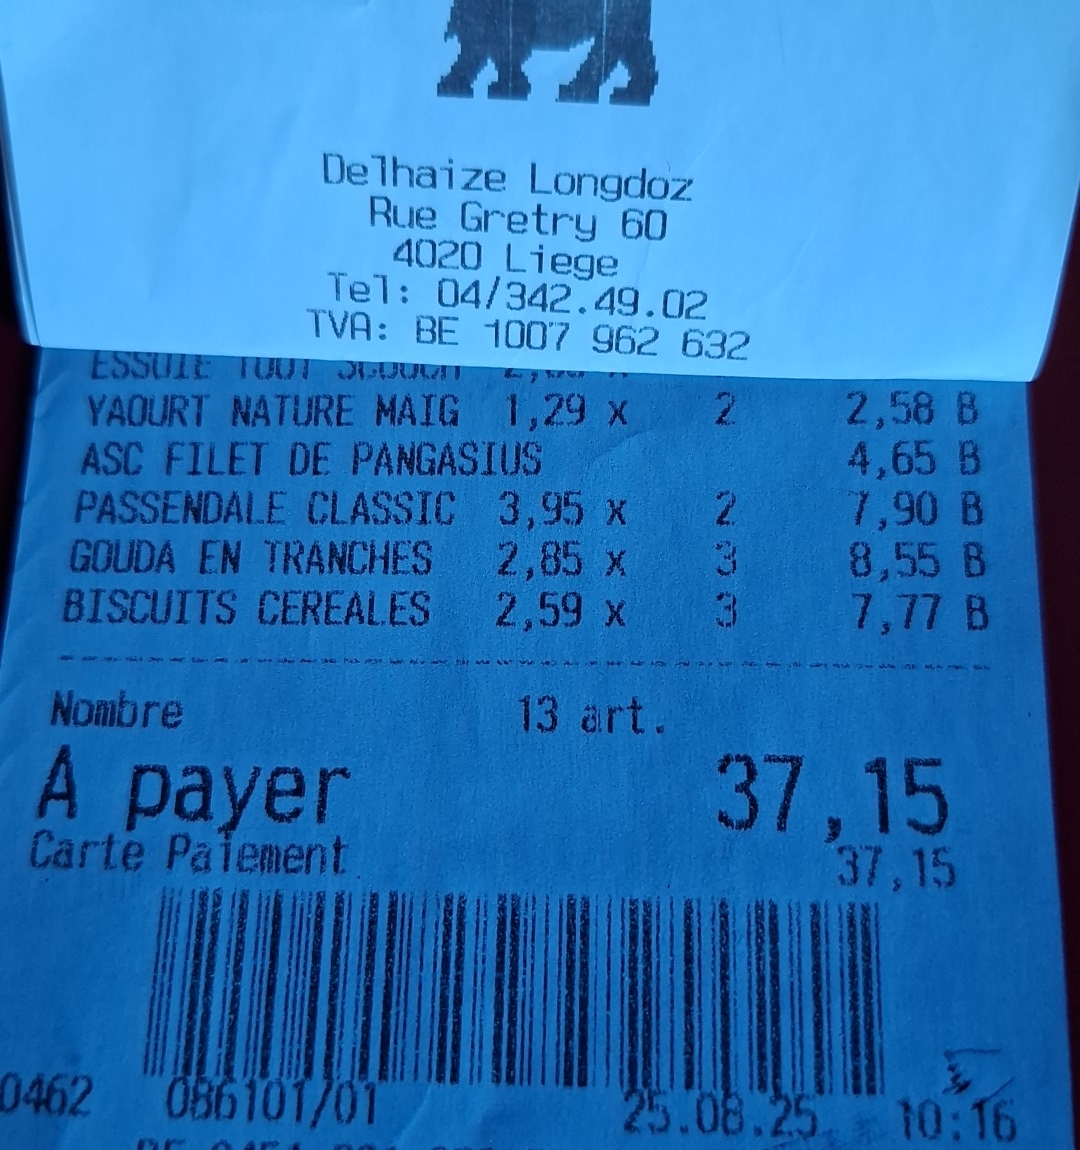 Delhaize Longdoz
Rue Gretry 60
4020 Liege
Tel: 04/342.49.02
TVA: BE 1007 962 632
ESSUIE TOUT
YAOURT NATURE MAIG 1,29 x 2 2,58 B
ASC FILET DE PANGASIUS 4,65 B
PASSENDALE CLASSIC 3,95 x 2 7,90 B
GOUDA EN TRANCHES 2,85 x 3 8,55 B
BISCUITS CEREALES 2,59 x 3 7,77 B
Nombre 13 art.
A payer 37,15
Carte Paiement 37,15
0462 086101/01 25.08.25 10:16